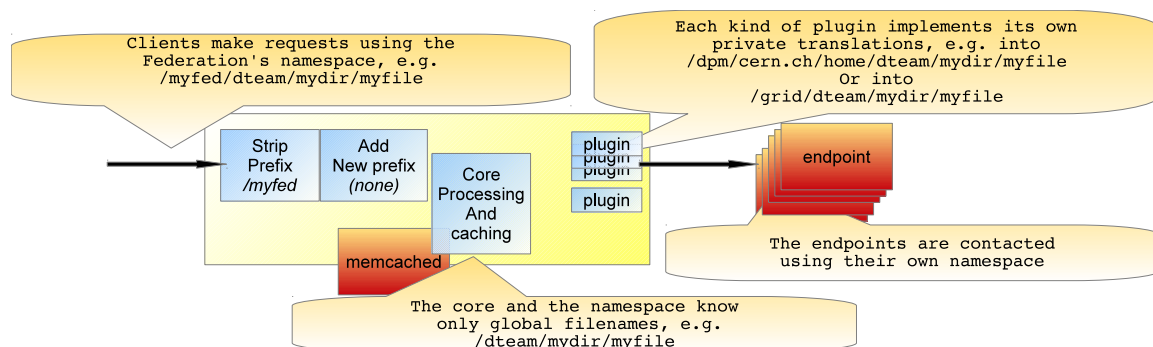 Clients make requests using the
Federation's namespace, e.g.
/myfed/dteam/mydir/myfile
Each kind of plugin implements its own
private translations, e.g. into
/dpm/cern.ch/home/dteam/mydir/myfile
Or into
/grid/dteam/mydir/myfile
Strip
Prefix
/myfed
Add
New prefix
(none)
Core
Processing
And
caching
plugin
plugin
plugin
plugin
endpoint
memcached
The endpoints are contacted
using their own namespace
The core and the namespace know
only global filenames, e.g.
/dteam/mydir/myfile